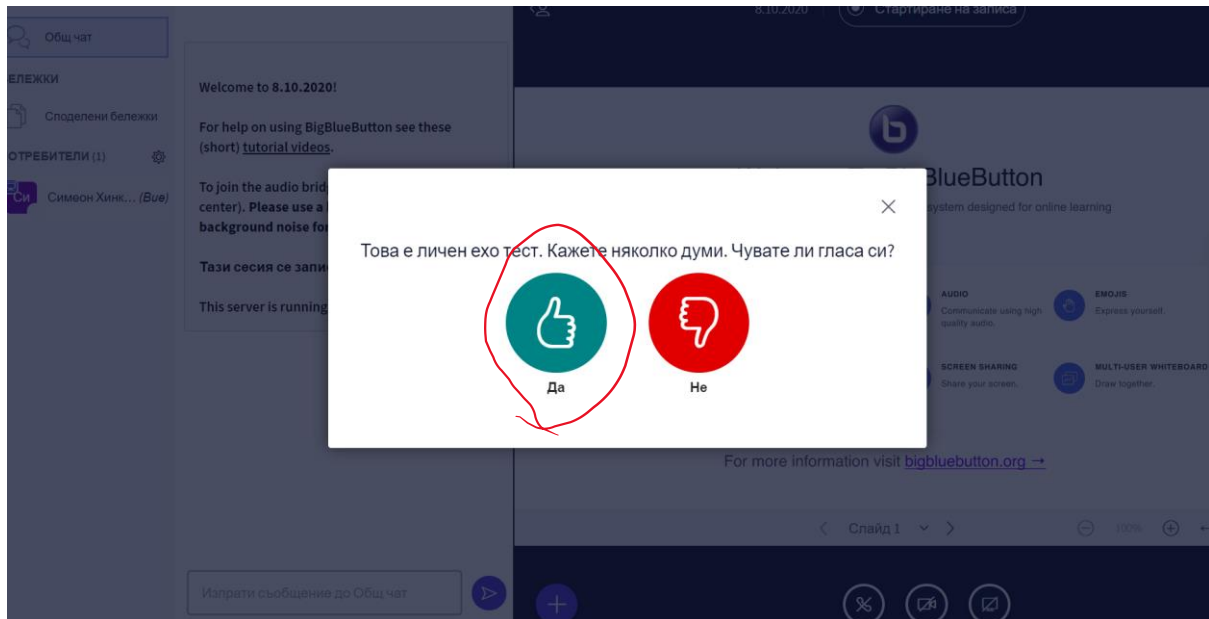 8.10.2020
Стартиране на записа
Общ чат
ЕЛЕЖКИ
Споделени бележки
ОТРЕБИТЕЛИ (1)
Си
Симеон Хинк... (Вие)
Welcome to 8.10.2020!
For help on using BigBlueButton see these
(short) tutorial videos.
To join the audio brid
center). Please use a
background noise fo
Тази сесия се запи
This server is running
Изпрати съобщение до Общ чат
BlueButton
system designed for online learning
AUDIO
Communicate using high
quality audio.
EMOJIS
Express yourself.
SCREEN SHARING
Share your screen.
MULTI-USER WHITEBOARD
Draw together.
For more information visit bigbluebutton.org →
Слайд 1
100%
Това е личен ехо тест. Кажете няколко думи. Чувате ли гласа си?
Да
Не